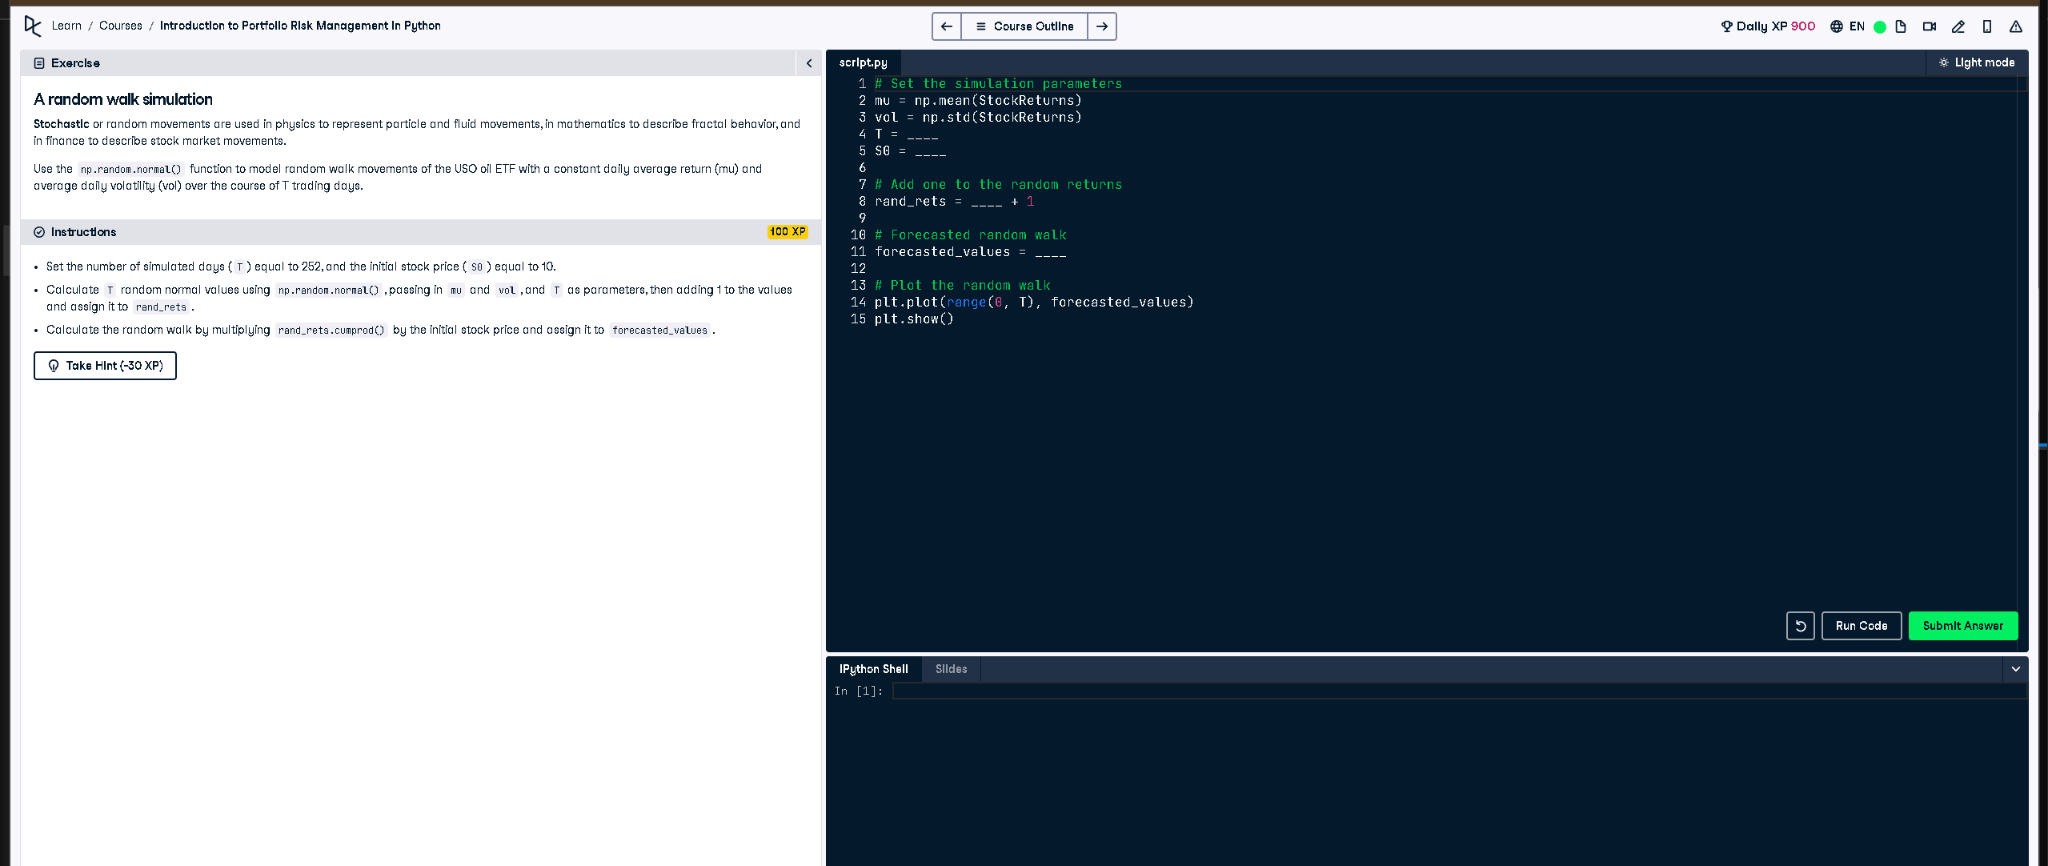 Learn / Courses / Introduction to Portfolio Risk Management in Python
Course Outline
Daily XP 900
EN
Exercise
A random walk simulation
Stochastic or random movements are used in physics to represent particle and fluid movements, in mathematics to describe fractal behavior, and
in finance to describe stock market movements.
Use the np.random.normal() function to model random walk movements of the USO oil ETF with a constant daily average return (mu) and
average daily volatility (vol) over the course of T trading days.
Instructions
100 XP
• Set the number of simulated days ( T ) equal to 252, and the initial stock price ( S0 ) equal to 10.
• Calculate T random normal values using np.random.normal() , passing in mu and vol , and T as parameters, then adding 1 to the values
and assign it to rand_rets .
• Calculate the random walk by multiplying rand_rets.cumprod() by the initial stock price and assign it to forecasted_values .
Take Hint (-30 XP)
script.py
Light mode
1 # Set the simulation parameters
2 mu = np.mean(StockReturns)
3 vol = np.std(StockReturns)
4 T = ____
5 S0 = ____
6
7 # Add one to the random returns
8 rand_rets = ____ + 1
9
10 # Forecasted random walk
11 forecasted_values = ____
12
13 # Plot the random walk
14 plt.plot(range(0, T), forecasted_values)
15 plt.show()
Run Code
Submit Answer
IPython Shell
Slides
In [1]: